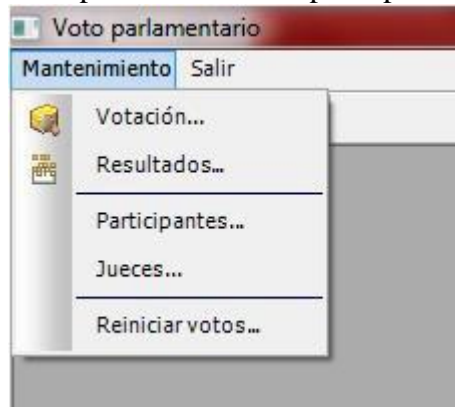 Voto parlamentario
Mantenimiento Salir
Votación...
Resultados...
Participantes...
Jueces...
Reiniciar votos...